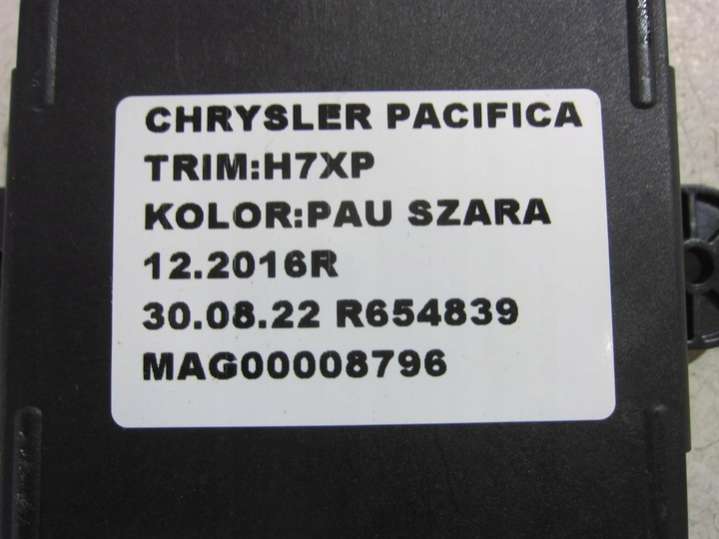 CHRYSLER PACIFICA
TRIM:H7XP
KOLOR:PAU SZARA
12.2016R
30.08.22 R654839
MAG00008796